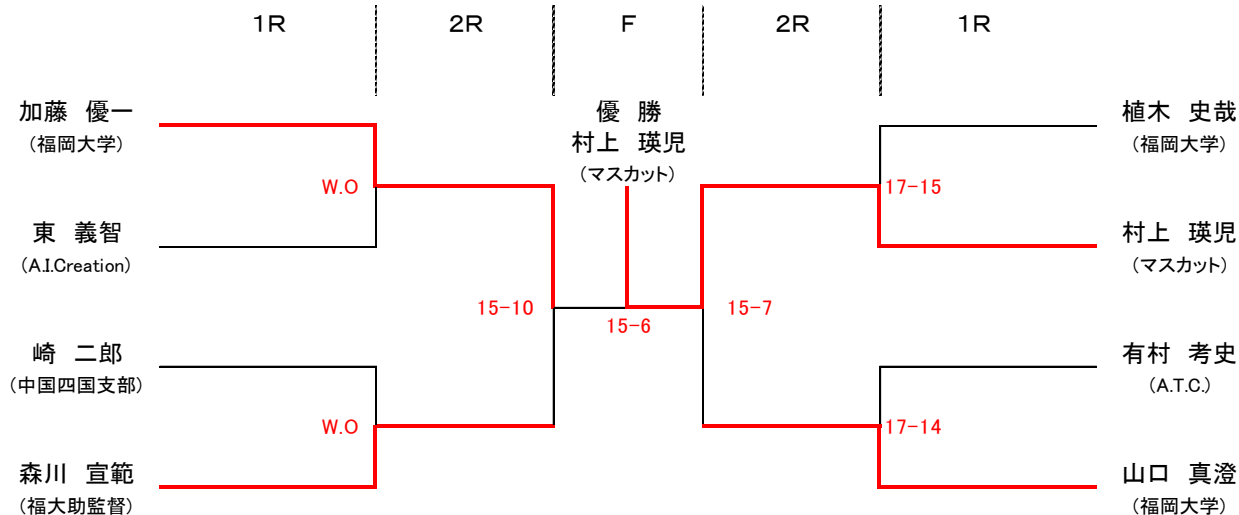 1R 2R F 2R 1R
加藤 優一
(福岡大学)
W.O
東 義智
(A.I.Creation)
15-10
崎 二郎
(中国四国支部)
W.O
森川 宣範
(福大助監督)
優 勝
村上 瑛児
(マスカット)
15-6
植木 史哉
(福岡大学)
17-15
村上 瑛児
(マスカット)
15-7
有村 考史
(A.T.C.)
17-14
山口 真澄
(福岡大学)